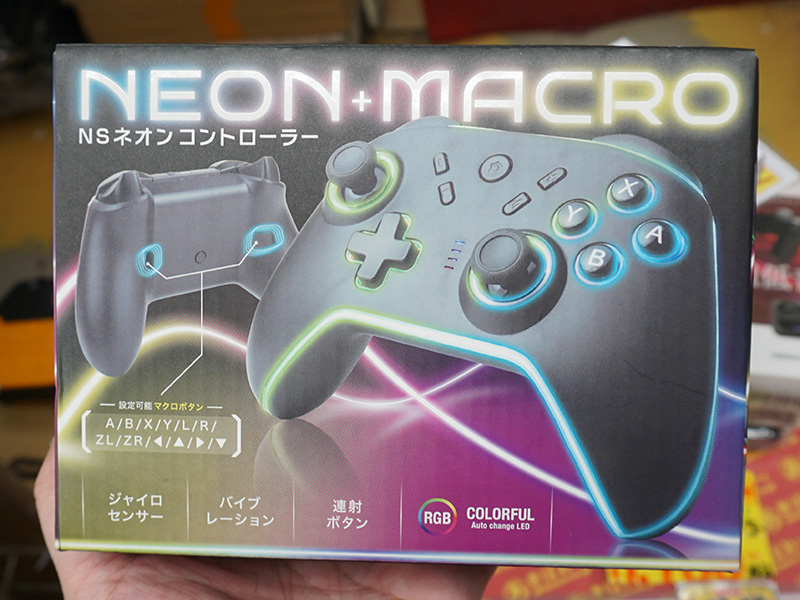 NEON+MACRO
NSネオン コントローラー
X
Y
A
B
設定可能 マクロボタン
A/B/X/Y/L/R/
ZL/ZR/◀/▲/▶/▼
ジャイロ
センサー
バイブ
レーション
連射
ボタン
RGB
COLORFUL
Auto change LED